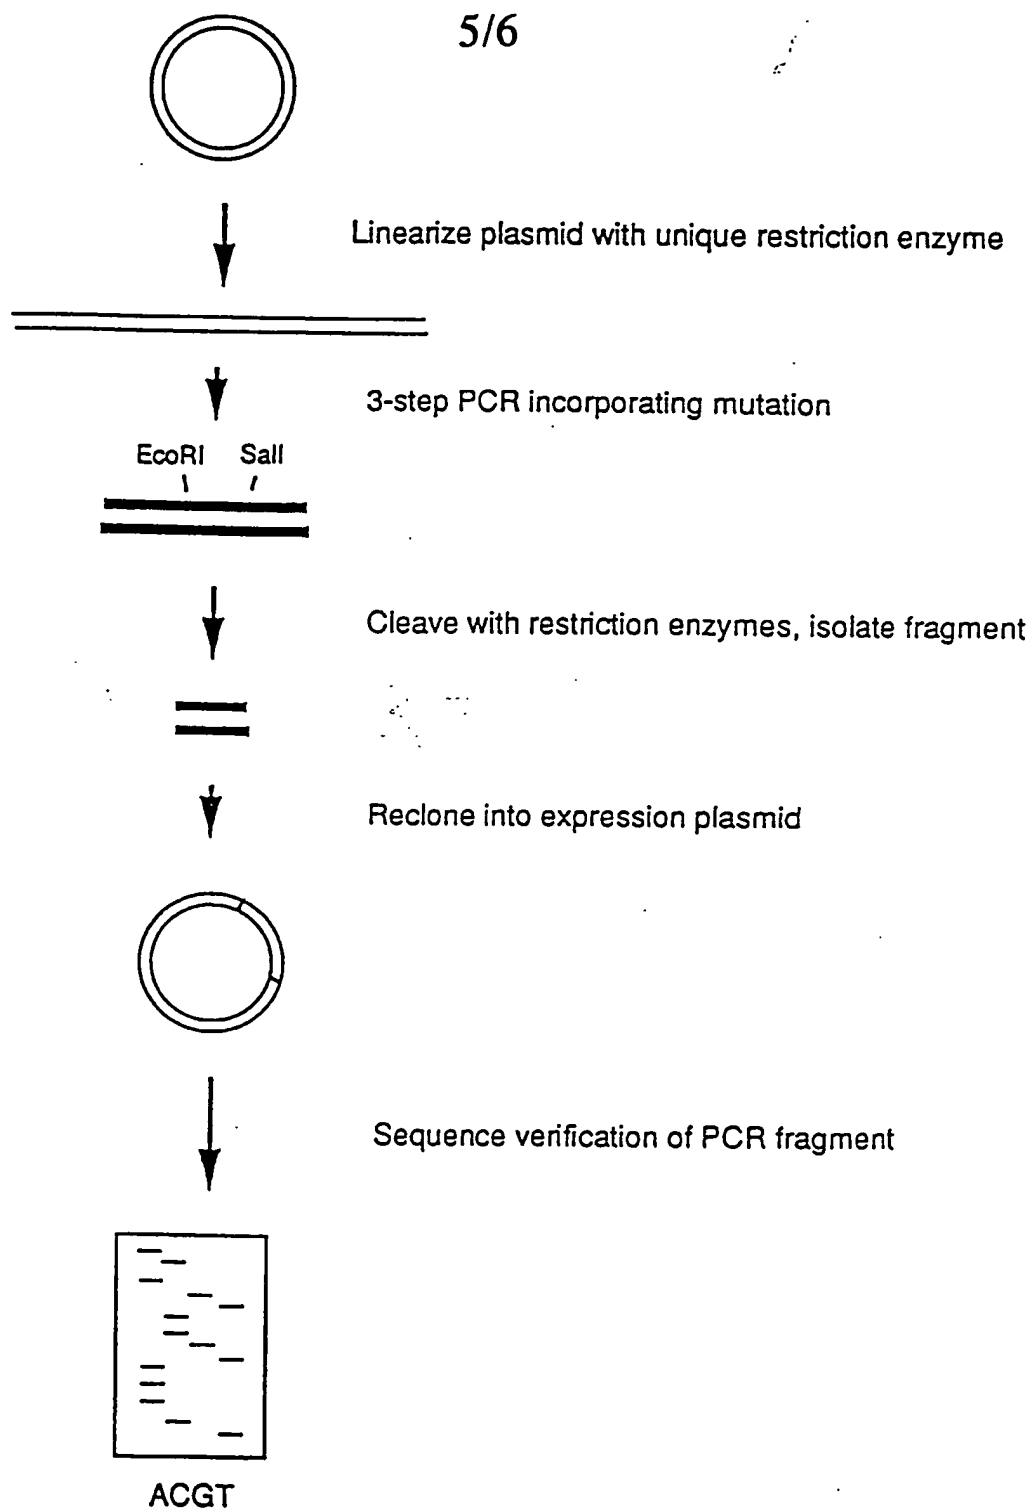 5/6
Linearize plasmid with unique restriction enzyme
3-step PCR incorporating mutation
EcoRI SalI
Cleave with restriction enzymes, isolate fragment
Reclone into expression plasmid
Sequence verification of PCR fragment
ACGT